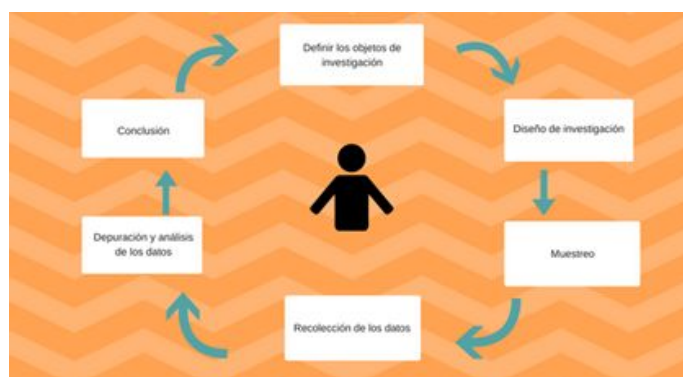 Definir los objetos de
investigación
Diseño de investigación
Muestreo
Recolección de los datos
Depuración y análisis
de los datos
Conclusión